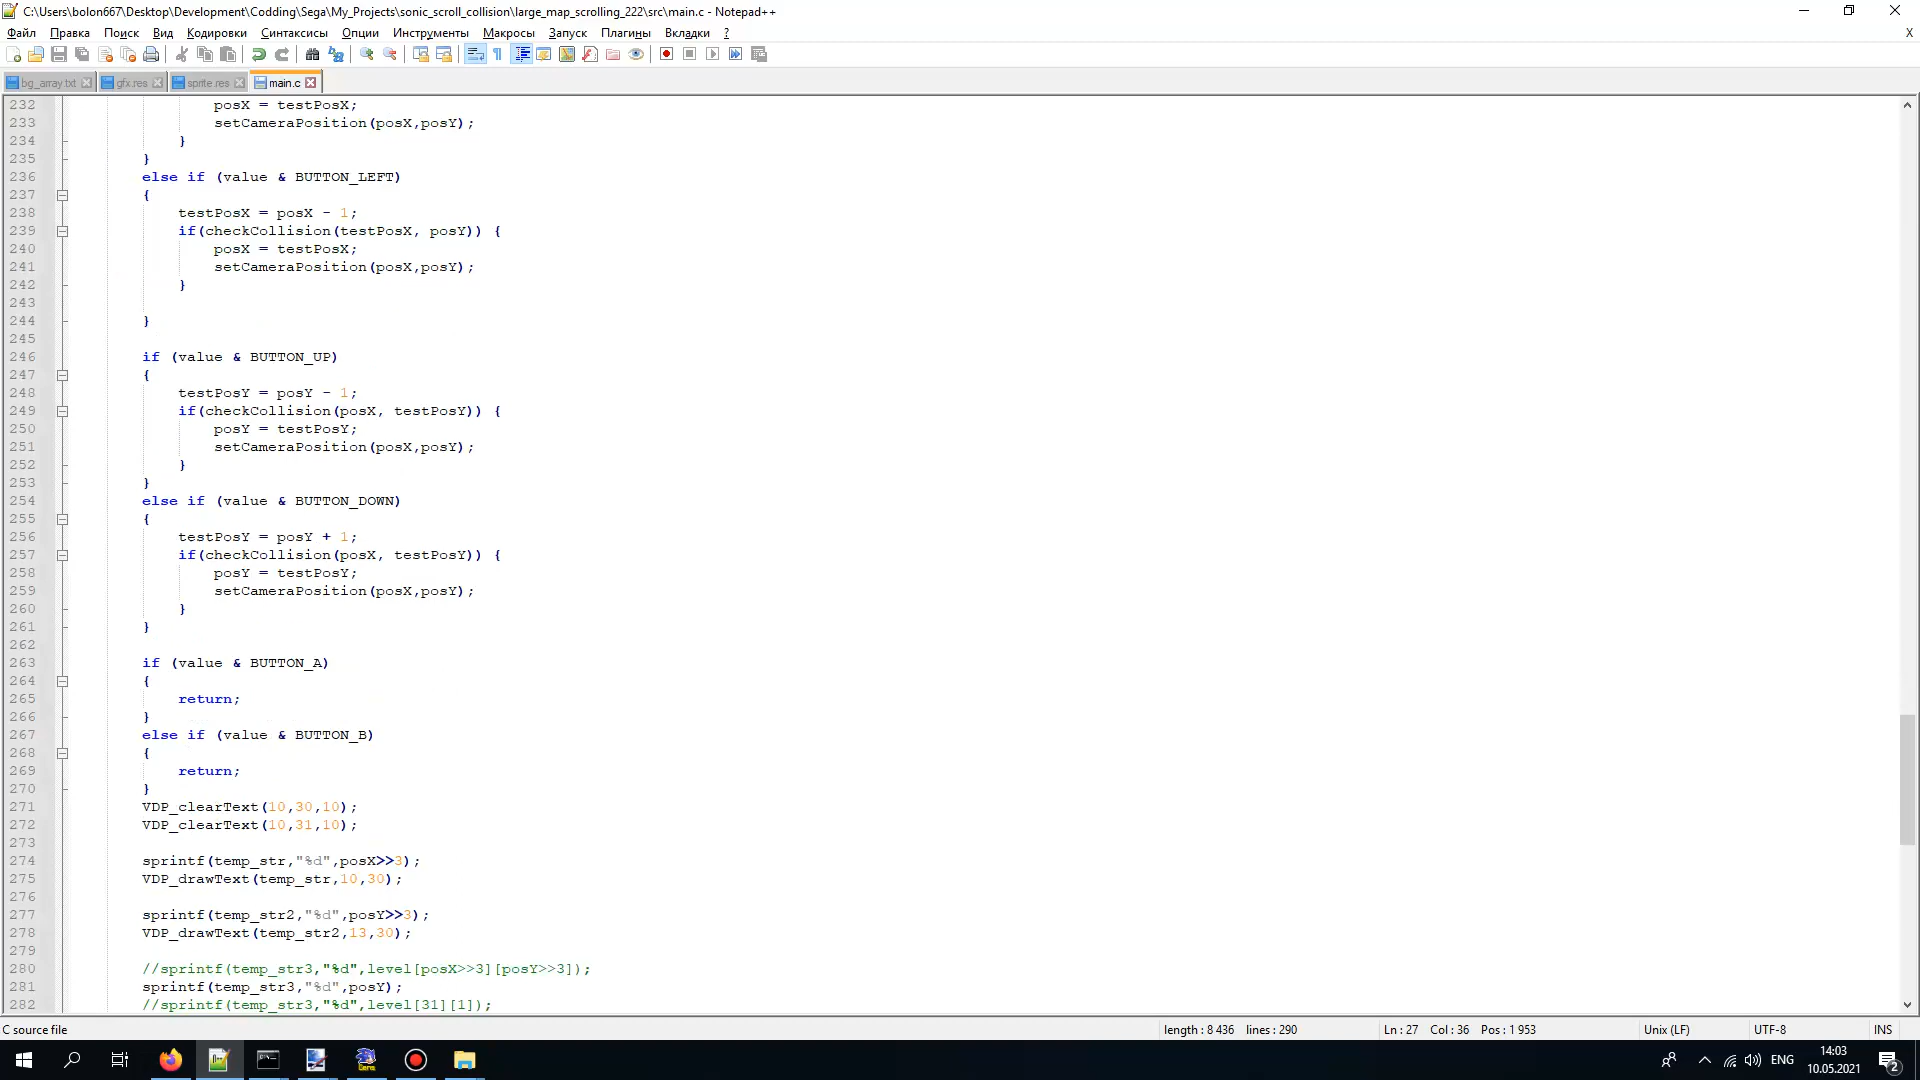 C:\Users\bolon667\Desktop\Development\Codding\Sega\My_Projects\sonic_scroll_collision\large_map_scrolling_222\src\main.c - Notepad++
Файл Правка Поиск Вид Кодировки Синтаксисы Опции Инструменты Макросы Запуск Плагины Вкладки ? X
bg_array.txt gfx.res sprite.res main.c
232 posX = testPosX;
233 setCameraPosition(posX,posY);
234 }
235 }
236 else if (value & BUTTON_LEFT)
237 {
238 testPosX = posX - 1;
239 if(checkCollision(testPosX, posY)) {
240 posX = testPosX;
241 setCameraPosition(posX,posY);
242 }
243
244 }
245
246 if (value & BUTTON_UP)
247 {
248 testPosY = posY - 1;
249 if(checkCollision(posX, testPosY)) {
250 posY = testPosY;
251 setCameraPosition(posX,posY);
252 }
253 }
254 else if (value & BUTTON_DOWN)
255 {
256 testPosY = posY + 1;
257 if(checkCollision(posX, testPosY)) {
258 posY = testPosY;
259 setCameraPosition(posX,posY);
260 }
261 }
262
263 if (value & BUTTON_A)
264 {
265 return;
266 }
267 else if (value & BUTTON_B)
268 {
269 return;
270 }
271 VDP_clearText(10,30,10);
272 VDP_clearText(10,31,10);
273
274 sprintf(temp_str,"%d",posX>>3);
275 VDP_drawText(temp_str,10,30);
276
277 sprintf(temp_str2,"%d",posY>>3);
278 VDP_drawText(temp_str2,13,30);
279
280 //sprintf(temp_str3,"%d",level[posX>>3][posY>>3]);
281 sprintf(temp_str3,"%d",posY);
282 //sprintf(temp_str3,"%d",level[31][1]);
C source file length : 8 436 lines : 290 Ln : 27 Col : 36 Pos : 1 953 Unix (LF) UTF-8 INS
ENG 14:03
10.05.2021 2